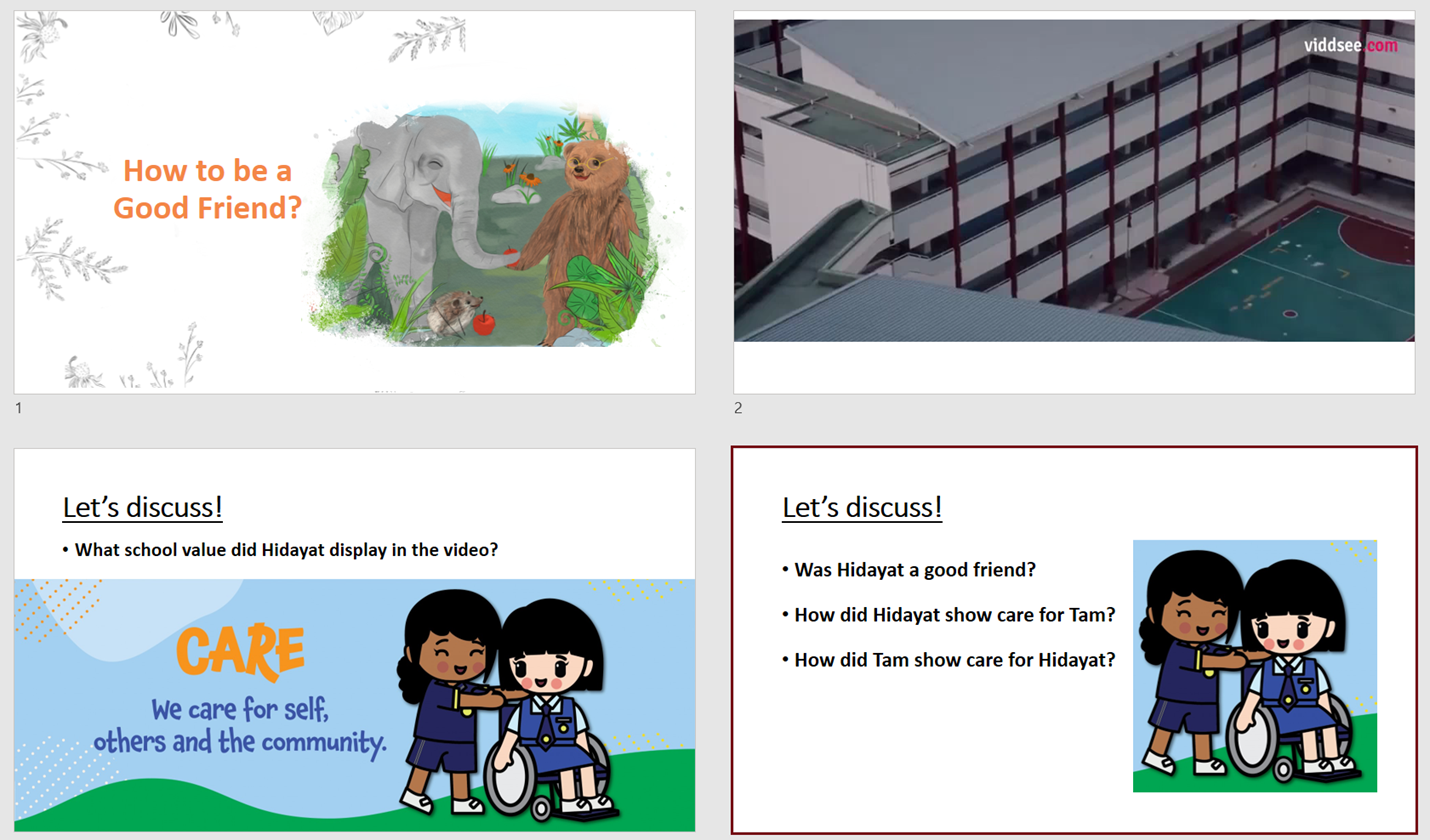 How to be a
Good Friend?
1
viddsee.com
2
Let’s discuss!
• What school value did Hidayat display in the video?
CARE
We care for self,
others and the community.
Let’s discuss!
• Was Hidayat a good friend?
• How did Hidayat show care for Tam?
• How did Tam show care for Hidayat?